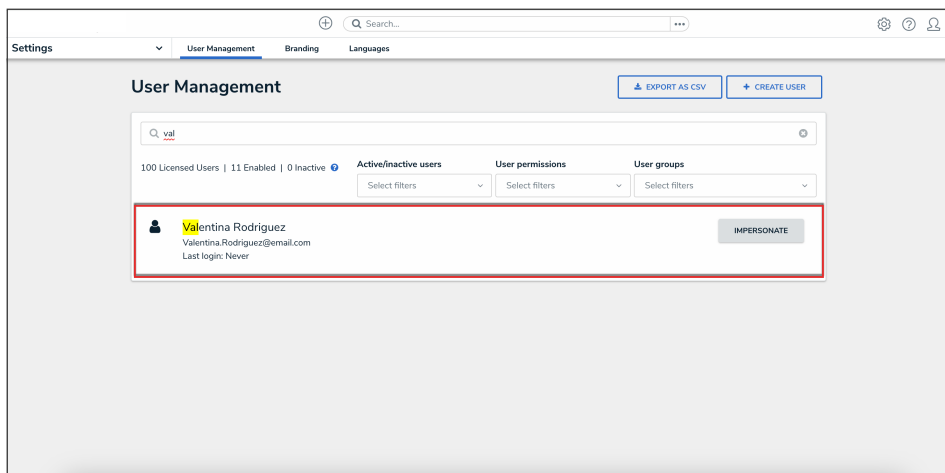 Search...
Settings
User Management Branding Languages
User Management
EXPORT AS CSV
+ CREATE USER
val
100 Licensed Users | 11 Enabled | 0 Inactive ?
Active/inactive users
User permissions
User groups
Select filters
Select filters
Select filters
Valentina Rodriguez
Valentina.Rodriguez@email.com
Last login: Never
IMPERSONATE